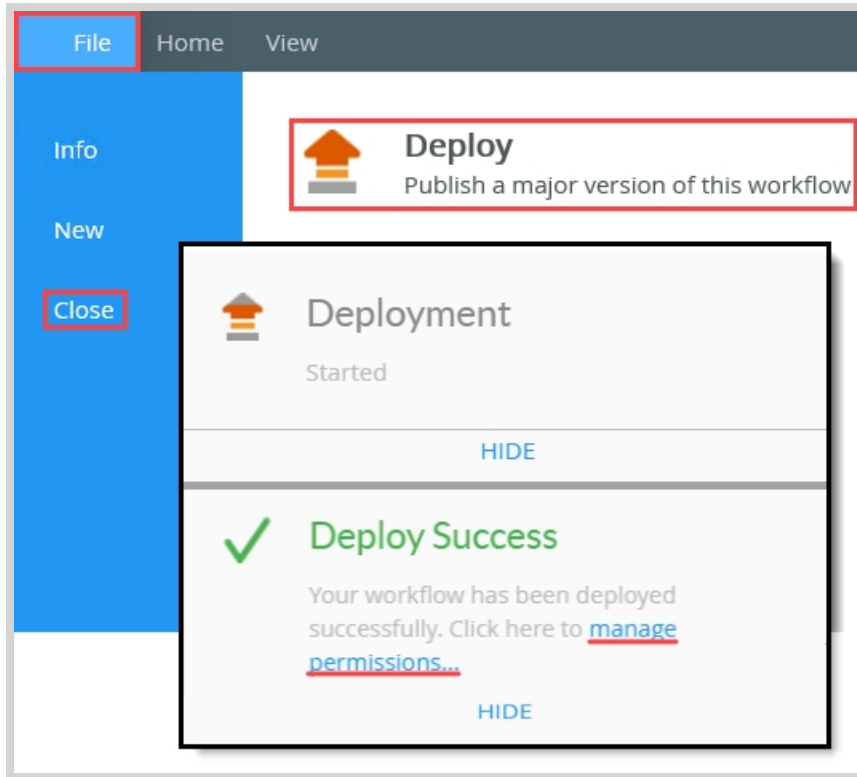 File Home View
Info
New
Close
Deploy
Publish a major version of this workflow
Deployment
Started
HIDE
Deploy Success
Your workflow has been deployed
successfully. Click here to manage
permissions...
HIDE